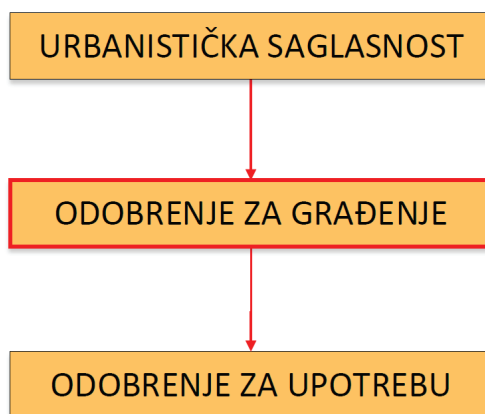 URBANISTIČKA SAGLASNOST
ODOBRENJE ZA GRAĐENJE
ODOBRENJE ZA UPOTREBU